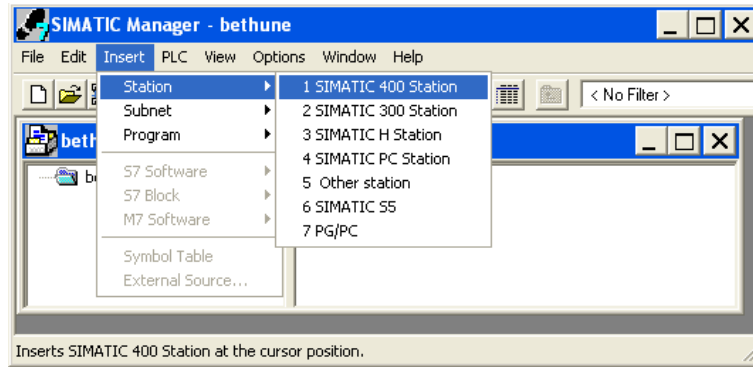 SIMATIC Manager - bethune
File Edit Insert PLC View Options Window Help
< No Filter >
Station
Subnet
Program
S7 Software
S7 Block
M7 Software
Symbol Table
External Source...
1 SIMATIC 400 Station
2 SIMATIC 300 Station
3 SIMATIC H Station
4 SIMATIC PC Station
5 Other station
6 SIMATIC S5
7 PG/PC
beth
Inserts SIMATIC 400 Station at the cursor position.